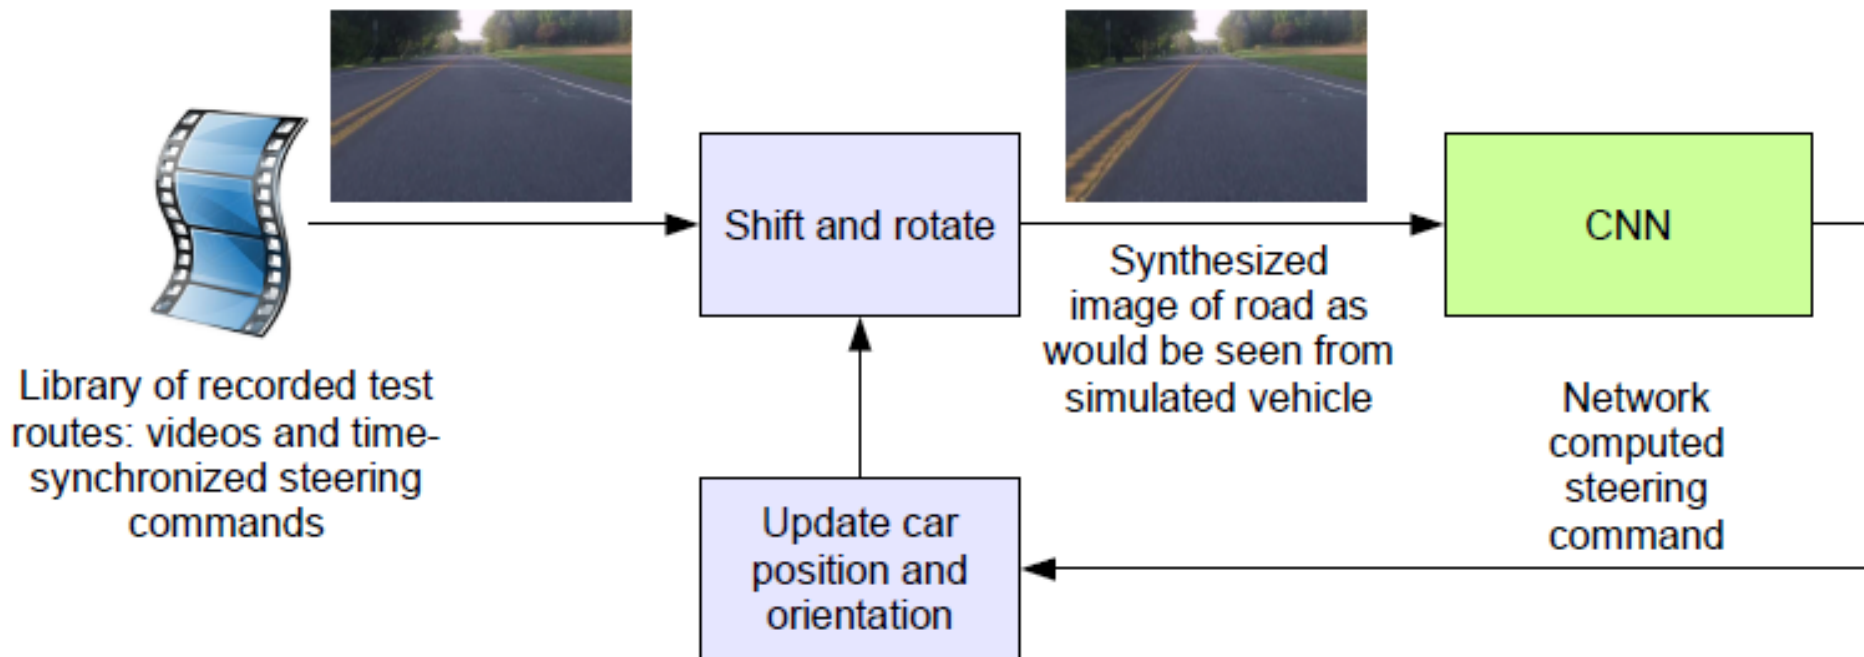 Library of recorded test
routes: videos and time-
synchronized steering
commands
Shift and rotate
Synthesized
image of road as
would be seen from
simulated vehicle
CNN
Network
computed
steering
command
Update car
position and
orientation